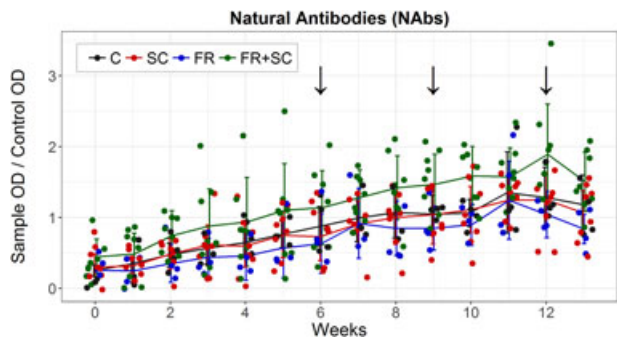 Natural Antibodies (NAbs)
C SC FR FR+SC
Sample OD / Control OD
3
2
1
0
0 2 4 6 8 10 12
Weeks